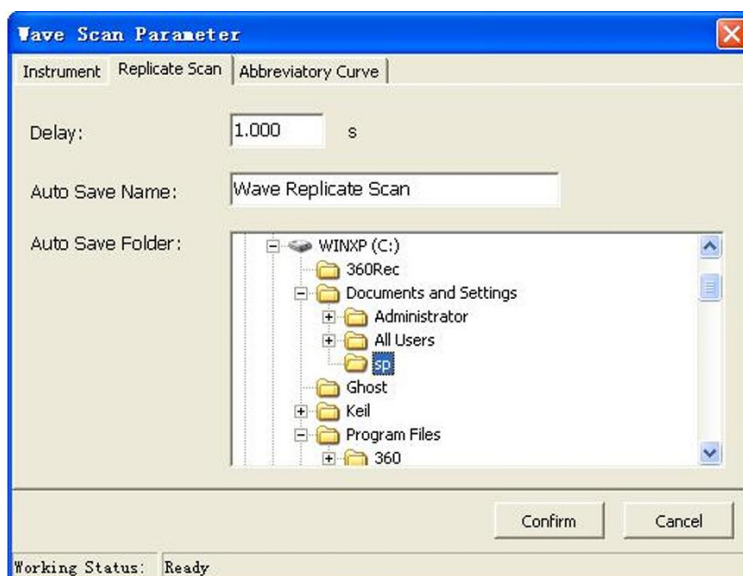 Wave Scan Parameter
Instrument Replicate Scan Abbreviatory Curve
Delay: 1.000 s
Auto Save Name: Wave Replicate Scan
Auto Save Folder: WINXP (C:)
360Rec
Documents and Settings
Administrator
All Users
sp
Ghost
Keil
Program Files
360
Confirm Cancel
Working Status: Ready